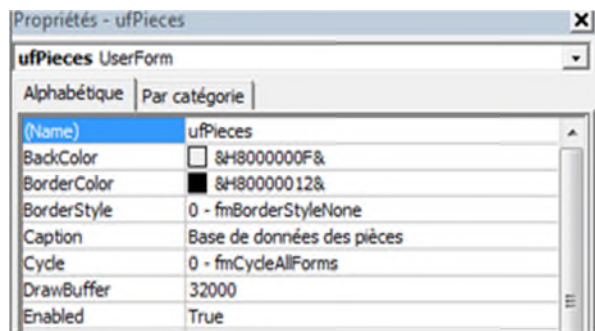 Propriétés - ufPieces
ufPieces UserForm
Alphabétique Par catégorie
(Name) ufPieces
BackColor &H8000000F&
BorderColor &H80000012&
BorderStyle 0 - fmBorderStyleNone
Caption Base de données des pièces
Cycle 0 - fmCycleAllForms
DrawBuffer 32000
Enabled True